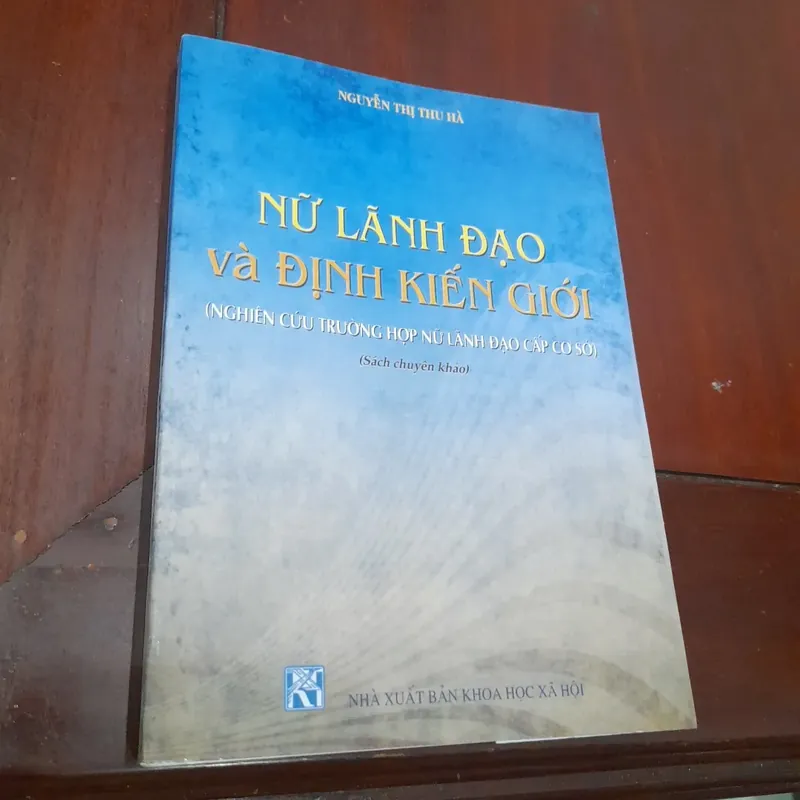 NGUYỄN THỊ THU HÀ
NỮ LÃNH ĐẠO
và ĐỊNH KIẾN GIỚI
(NGHIÊN CỨU TRƯỜNG HỢP NỮ LÃNH ĐẠO CẤP CƠ SỞ)
(Sách chuyên khảo)
NHÀ XUẤT BẢN KHOA HỌC XÃ HỘI